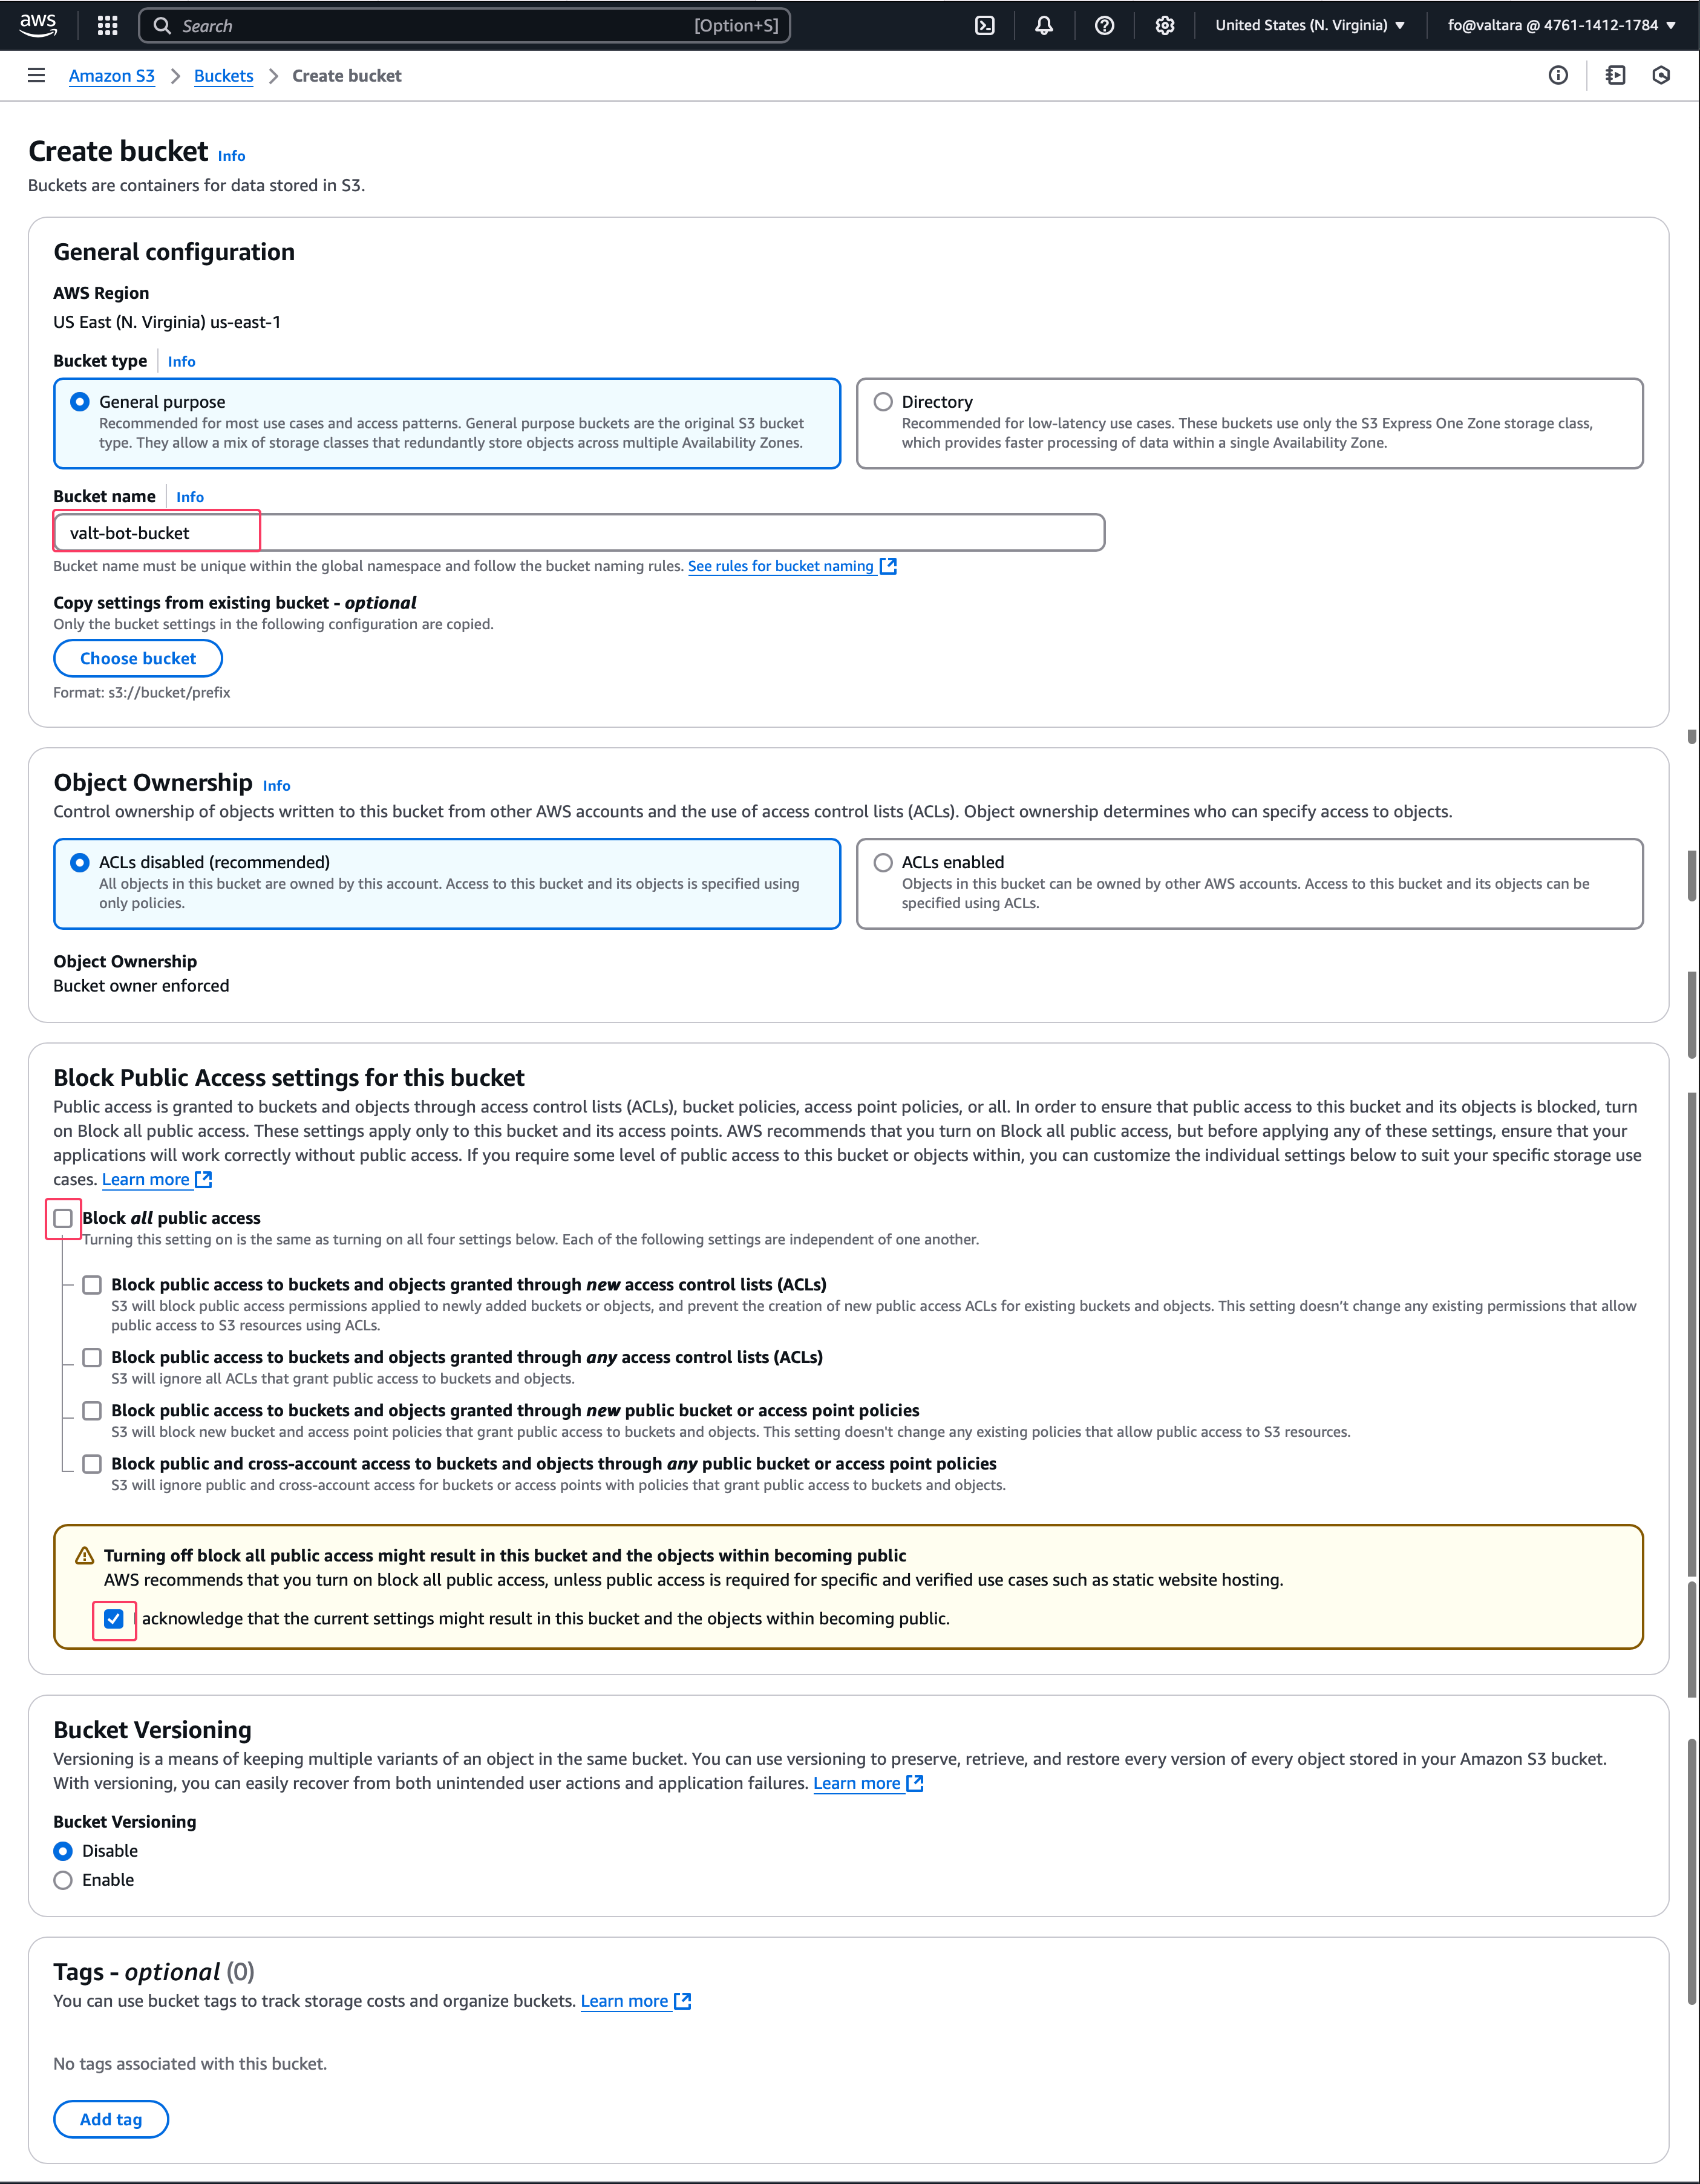 aws
Search
[Option+S]
United States (N. Virginia)
fo@valtara @ 4761-1412-1784
Amazon S3
Buckets
Create bucket
Create bucket Info
Buckets are containers for data stored in S3.
General configuration
AWS Region
US East (N. Virginia) us-east-1
Bucket type Info
General purpose
Recommended for most use cases and access patterns. General purpose buckets are the original S3 bucket
type. They allow a mix of storage classes that redundantly store objects across multiple Availability Zones.
Directory
Recommended for low-latency use cases. These buckets use only the S3 Express One Zone storage class,
which provides faster processing of data within a single Availability Zone.
Bucket name Info
valt-bot-bucket
Bucket name must be unique within the global namespace and follow the bucket naming rules. See rules for bucket naming
Copy settings from existing bucket - optional
Only the bucket settings in the following configuration are copied.
Choose bucket
Format: s3://bucket/prefix
Object Ownership Info
Control ownership of objects written to this bucket from other AWS accounts and the use of access control lists (ACLs). Object ownership determines who can specify access to objects.
ACLs disabled (recommended)
All objects in this bucket are owned by this account. Access to this bucket and its objects is specified using
only policies.
ACLs enabled
Objects in this bucket can be owned by other AWS accounts. Access to this bucket and its objects can be
specified using ACLs.
Object Ownership
Bucket owner enforced
Block Public Access settings for this bucket
Public access is granted to buckets and objects through access control lists (ACLs), bucket policies, access point policies, or all. In order to ensure that public access to this bucket and its objects is blocked, turn
on Block all public access. These settings apply only to this bucket and its access points. AWS recommends that you turn on Block all public access, but before applying any of these settings, ensure that your
applications will work correctly without public access. If you require some level of public access to this bucket or objects within, you can customize the individual settings below to suit your specific storage use
cases. Learn more
Block all public access
Turning this setting on is the same as turning on all four settings below. Each of the following settings are independent of one another.
Block public access to buckets and objects granted through new access control lists (ACLs)
S3 will block public access permissions applied to newly added buckets or objects, and prevent the creation of new public access ACLs for existing buckets and objects. This setting doesn't change any existing permissions that allow
public access to S3 resources using ACLs.
Block public access to buckets and objects granted through any access control lists (ACLs)
S3 will ignore all ACLs that grant public access to buckets and objects.
Block public access to buckets and objects granted through new public bucket or access point policies
S3 will block new bucket and access point policies that grant public access to buckets and objects. This setting doesn't change any existing policies that allow public access to S3 resources.
Block public and cross-account access to buckets and objects through any public bucket or access point policies
S3 will ignore public and cross-account access for buckets or access points with policies that grant public access to buckets and objects.
Turning off block all public access might result in this bucket and the objects within becoming public
AWS recommends that you turn on block all public access, unless public access is required for specific and verified use cases such as static website hosting.
acknowledge that the current settings might result in this bucket and the objects within becoming public.
Bucket Versioning
Versioning is a means of keeping multiple variants of an object in the same bucket. You can use versioning to preserve, retrieve, and restore every version of every object stored in your Amazon S3 bucket.
With versioning, you can easily recover from both unintended user actions and application failures. Learn more
Bucket Versioning
Disable
Enable
Tags - optional (0)
You can use bucket tags to track storage costs and organize buckets. Learn more
No tags associated with this bucket.
Add tag